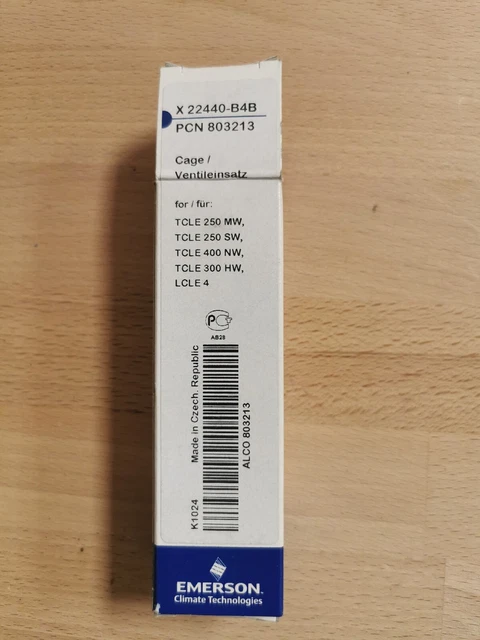 X 22440-B4B
PCN 803213
Cage /
Ventileinsatz
for / für:
TCLE 250 MW,
TCLE 250 SW,
TCLE 400 NW,
TCLE 300 HW,
LCLE 4
AB28
Made in Czech. Republic
K1024
ALCO 803213
EMERSON
Climate Technologies